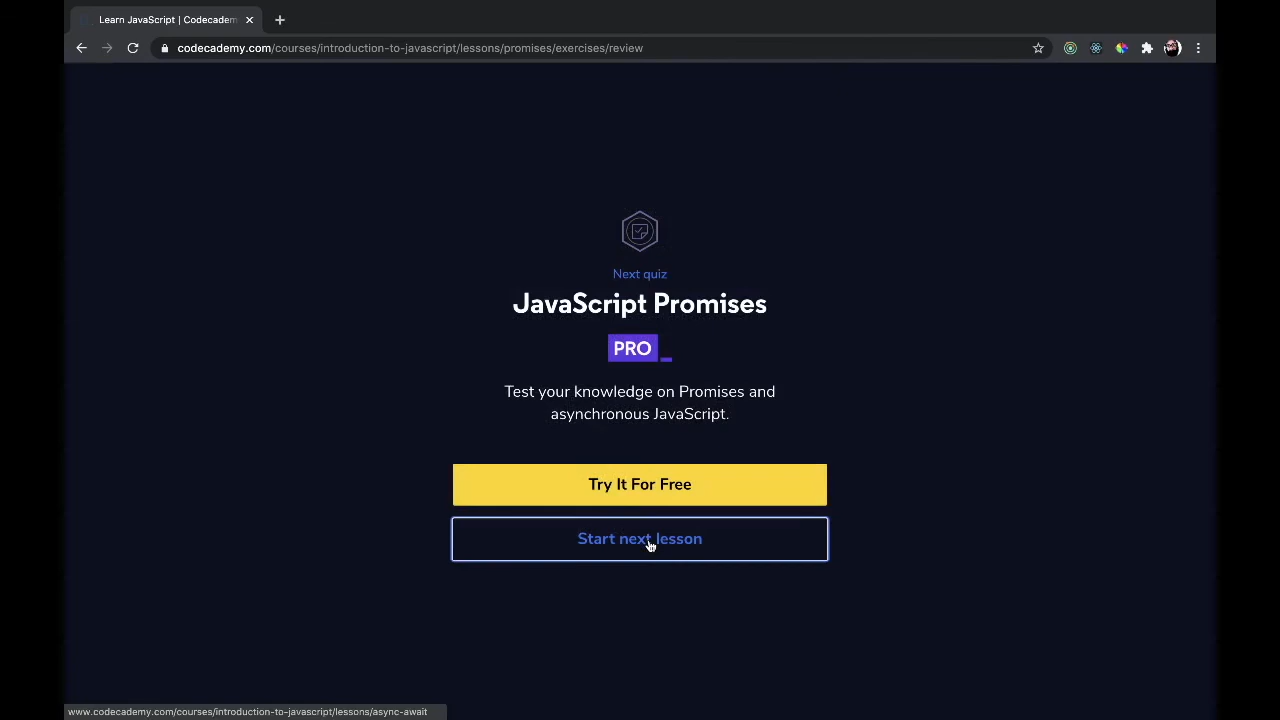 Learn JavaScript | Codecadem
codecademy.com/courses/introduction-to-javascript/lessons/promises/exercises/review
Next quiz
JavaScript Promises
PRO_
Test your knowledge on Promises and
asynchronous JavaScript.
Try It For Free
Start next lesson
www.codecademy.com/courses/introduction-to-javascript/lessons/async-await